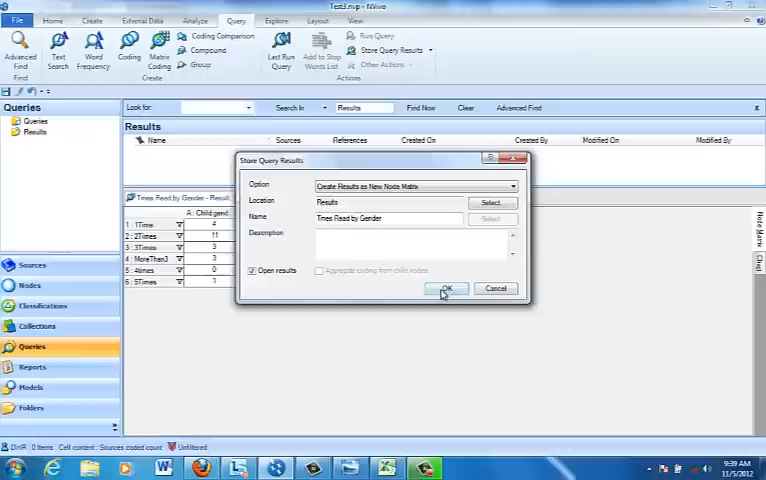 Test3.nvp - NVivo
File Home Create External Data Analyze Query Explore Layout View
Advanced Find
Text Search
Word Frequency
Coding
Matrix Coding
Coding Comparison
Compound
Group
Last Run Query
Add to Stop Words List
Run Query
Store Query Results
Other Actions
Find Create Actions
Queries
Look for: Search In Results Find Now Clear Advanced Find
Queries
Results
Results
Name Sources References Created On Created By Modified On Modified By
Store Query Results
Option Create Results as New Node Matrix
Location Results Select...
Name Times Read by Gender Select...
Description
Open results Aggregate coding from child nodes
OK Cancel
Times Read by Gender - Result
A : Child:gend
1 : 1Time 4
2 : 2Times 11
3 : 3Times 3
4 : MoreThan3 3
5 : 4times 0
6 : 5Times 1
Node Matrix
Chart
Sources
Nodes
Classifications
Collections
Queries
Reports
Models
Folders
DWR 0 Items Cell content: Sources coded count Unfiltered
9:39 AM
11/5/2012